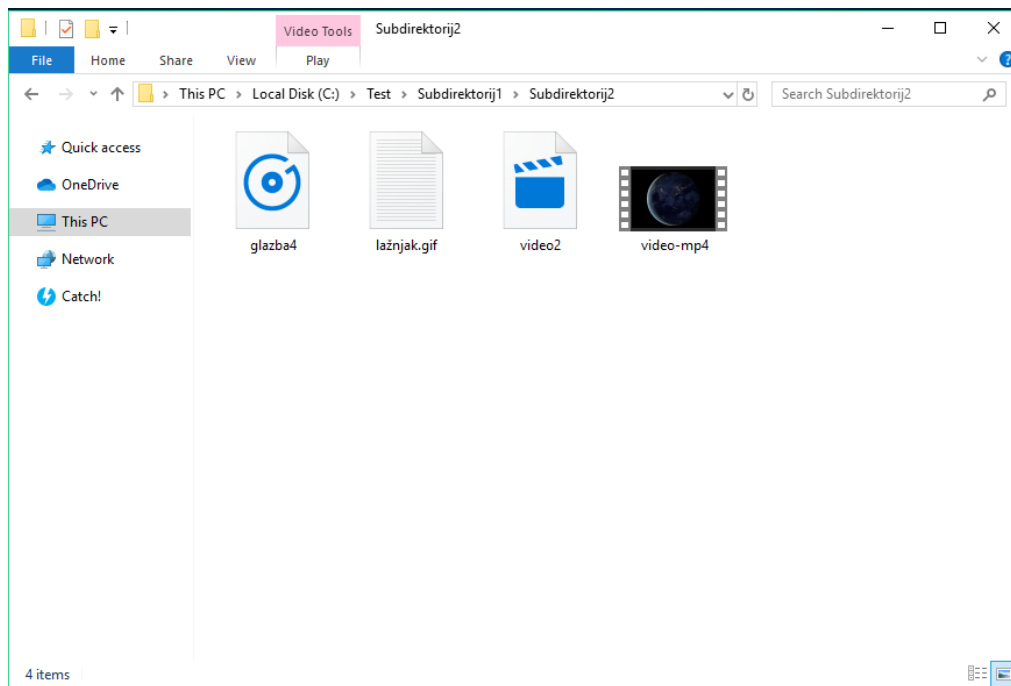 Video Tools Subdirektorij2
File Home Share View Play
This PC Local Disk (C:) Test Subdirektorij1 Subdirektorij2 Search Subdirektorij2
Quick access
OneDrive
This PC
Network
Catch!
glazba4 lažnjak.gif video2 video-mp4
4 items